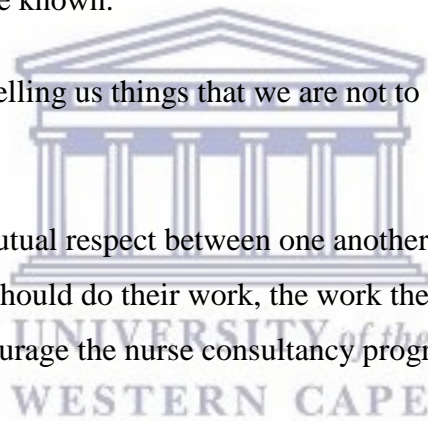 e known.
elling us things that we are not to
utual respect between one another
hould do their work, the work the
urage the nurse consultancy progr
UNIVERSITY of the
WESTERN CAPE